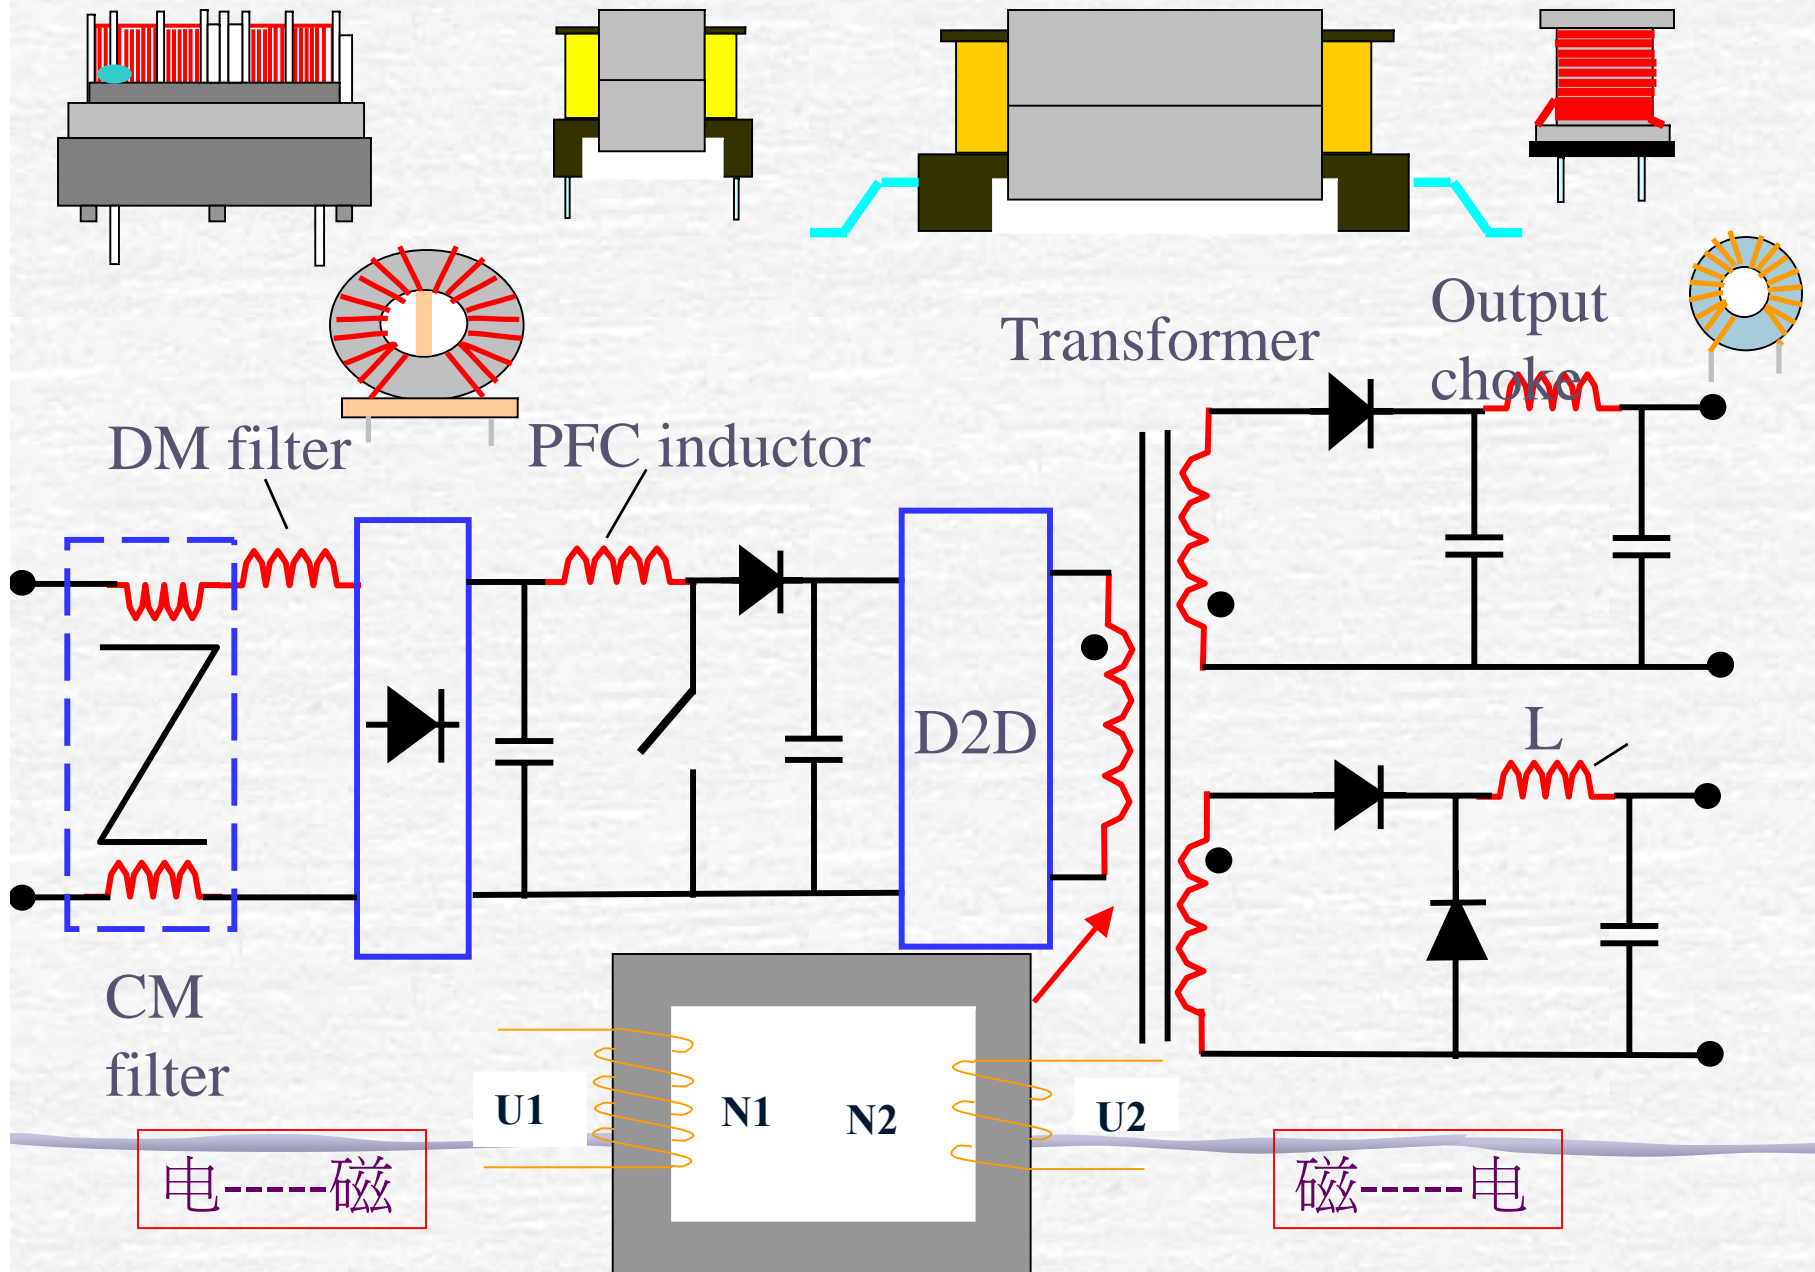 Output
choke
Transformer
DM filter
PFC inductor
D2D
L
CM
filter
U1
N1
N2
U2
电-----磁
磁-----电